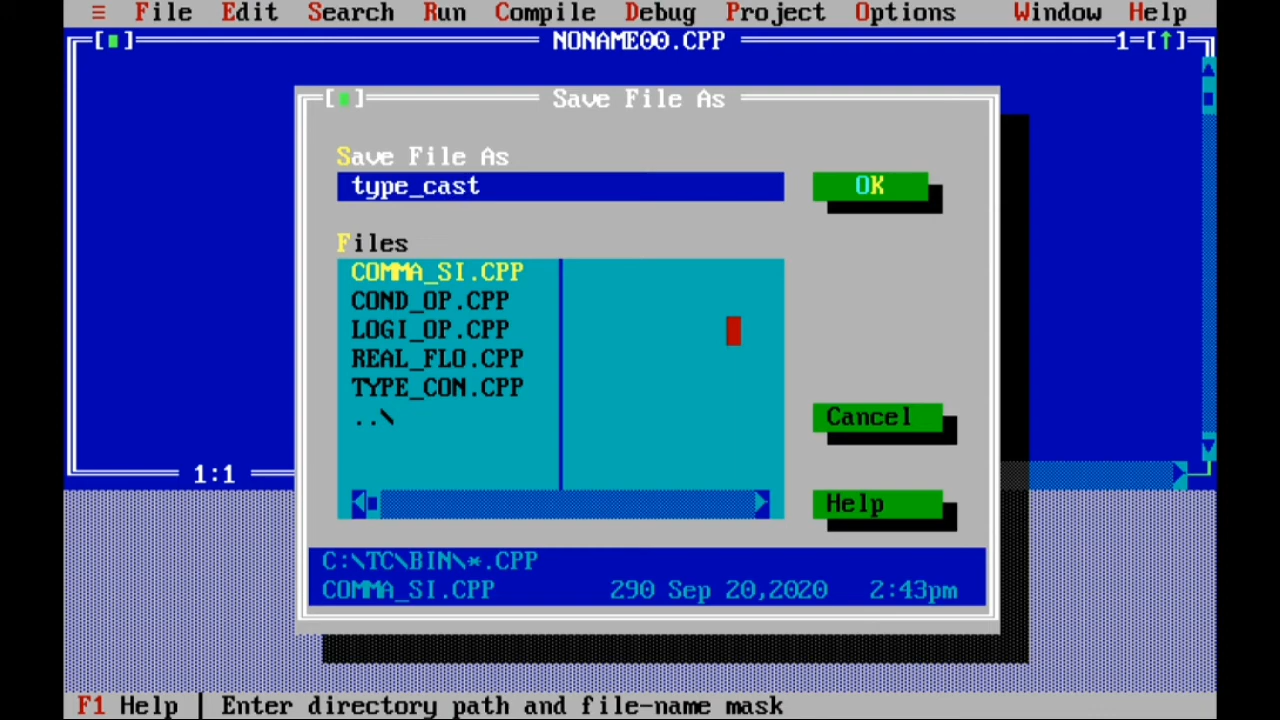 ≡ File Edit Search Run Compile Debug Project Options Window Help
[■] NONAME00.CPP 1=[↑]
[■] Save File As
Save File As
type_cast OK
Files
COMMA_SI.CPP
COND_OP.CPP
LOGI_OP.CPP
REAL_FLO.CPP
TYPE_CON.CPP
..\ Cancel
1:1
Help
C:\TC\BIN\*.CPP
COMMA_SI.CPP 290 Sep 20,2020 2:43pm
F1 Help | Enter directory path and file-name mask